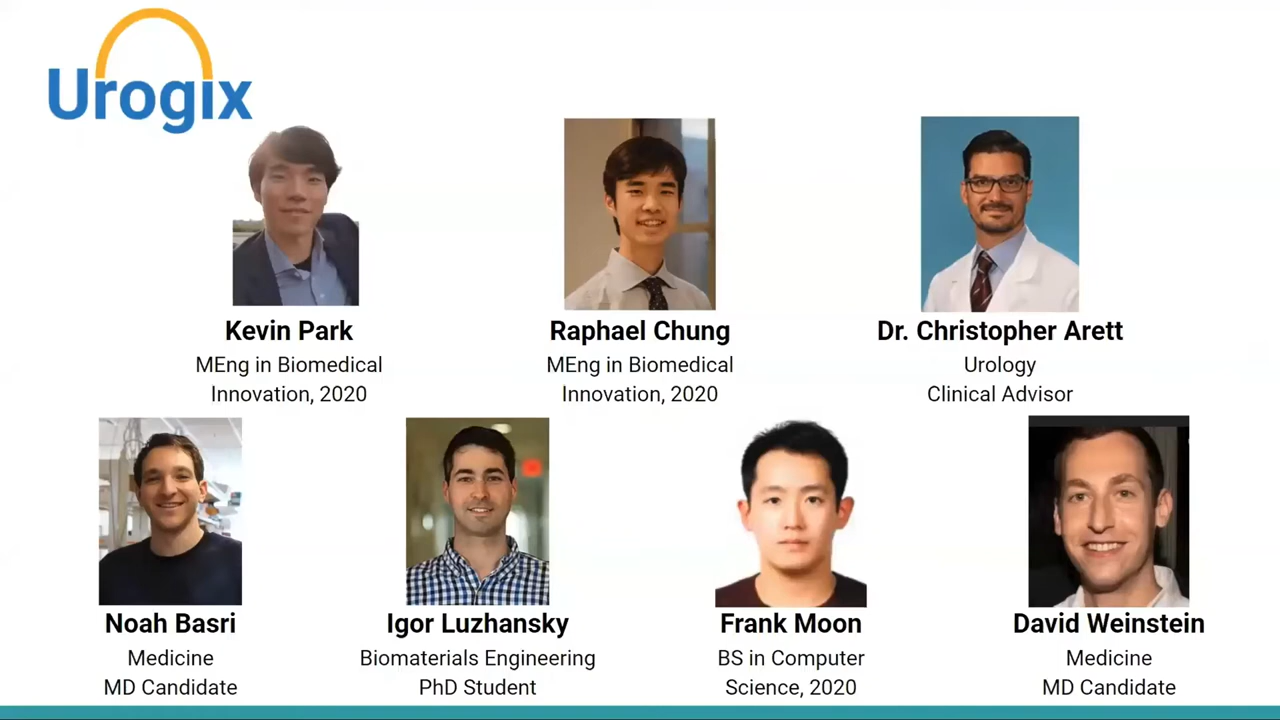 Urogix
Kevin Park
MEng in Biomedical
Innovation, 2020
Raphael Chung
MEng in Biomedical
Innovation, 2020
Dr. Christopher Arett
Urology
Clinical Advisor
Noah Basri
Medicine
MD Candidate
Igor Luzhansky
Biomaterials Engineering
PhD Student
Frank Moon
BS in Computer
Science, 2020
David Weinstein
Medicine
MD Candidate